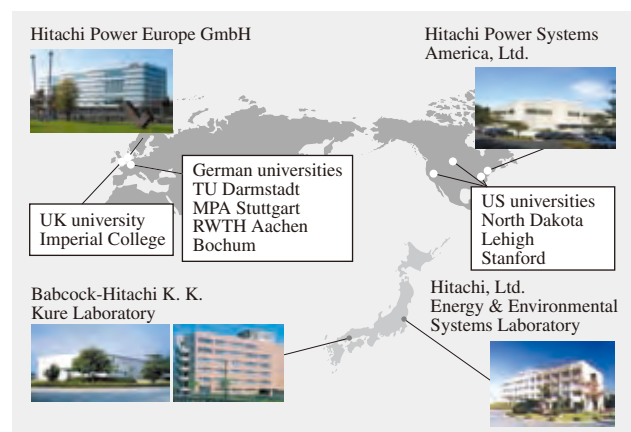 Hitachi Power Europe GmbH
Hitachi Power Systems
America, Ltd.
German universities
TU Darmstadt
MPA Stuttgart
RWTH Aachen
Bochum
UK university
Imperial College
US universities
North Dakota
Lehigh
Stanford
Babcock-Hitachi K. K.
Kure Laboratory
Hitachi, Ltd.
Energy & Environmental
Systems Laboratory